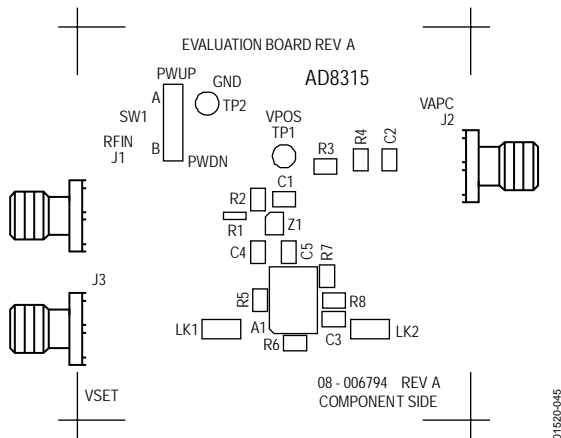 EVALUATION BOARD REV A
PWUP
GND
AD8315
A
SW1
TP2
VPOS
TP1
VAPC
J2
RFIN
J1
B
PWDN
R3
R4
C2
C1
R2
R1
Z1
C4
C5
R7
J3
R5
R8
LK1
A1
C3
LK2
R6
VSET
08 - 006794 REV A
COMPONENT SIDE
01520-045